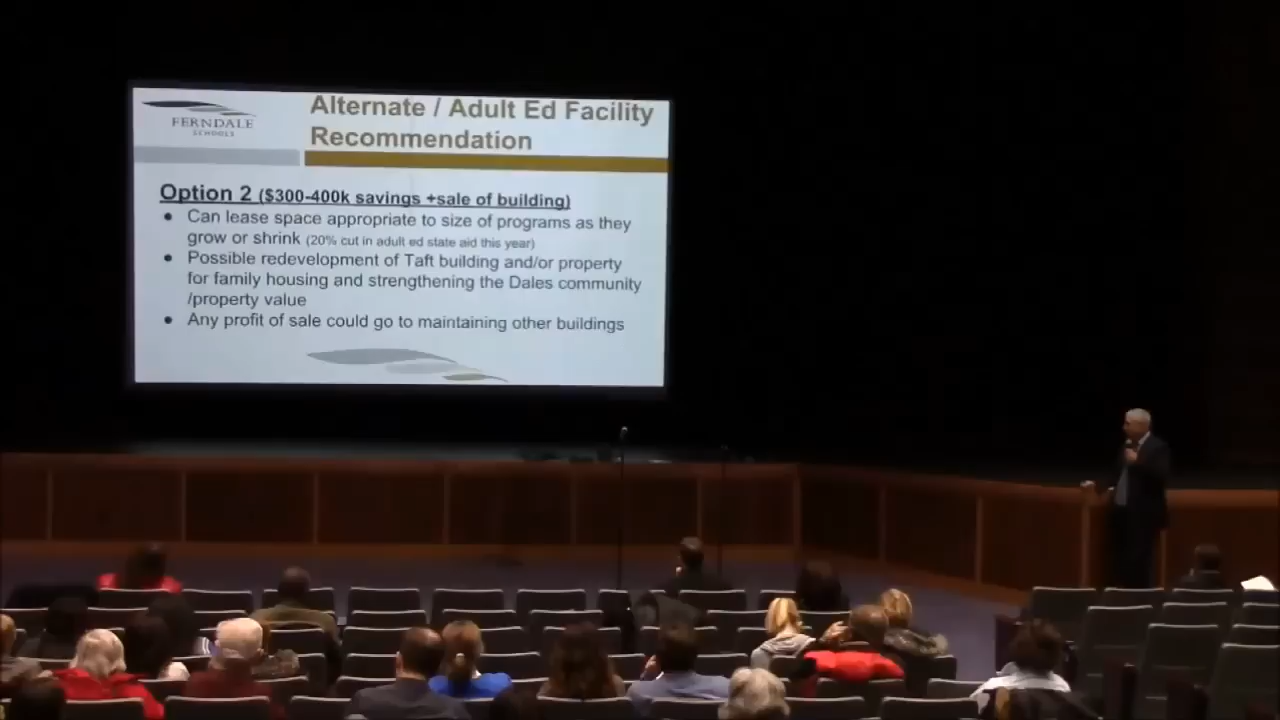 FERNDALE
SCHOOLS
Alternate / Adult Ed Facility
Recommendation
Option 2 ($300-400k savings +sale of building)
● Can lease space appropriate to size of programs as they
grow or shrink (20% cut in adult ed state aid this year)
● Possible redevelopment of Taft building and/or property
for family housing and strengthening the Dales community
/property value
● Any profit of sale could go to maintaining other buildings